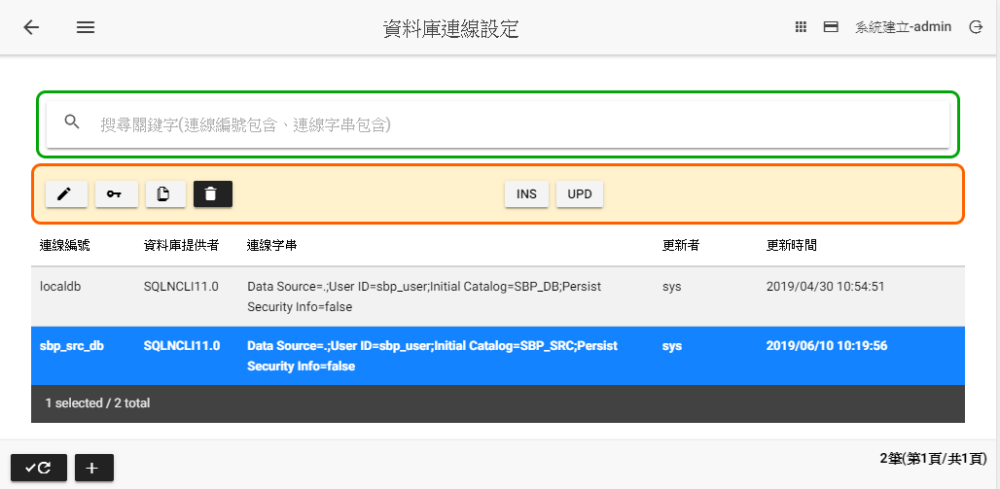 資料庫連線設定
系統建立-admin
搜尋關鍵字(連線編號包含、連線字串包含)
INS UPD
連線編號 資料庫提供者 連線字串 更新者 更新時間
localdb SQLNCLI11.0 Data Source=.;User ID=sbp_user;Initial Catalog=SBP_DB;Persist sys 2019/04/30 10:54:51
Security Info=false
sbp_src_db SQLNCLI11.0 Data Source=.;User ID=sbp_user;Initial Catalog=SBP_SRC;Persist sys 2019/06/10 10:19:56
Security Info=false
1 selected / 2 total
2筆(第1頁/共1頁)